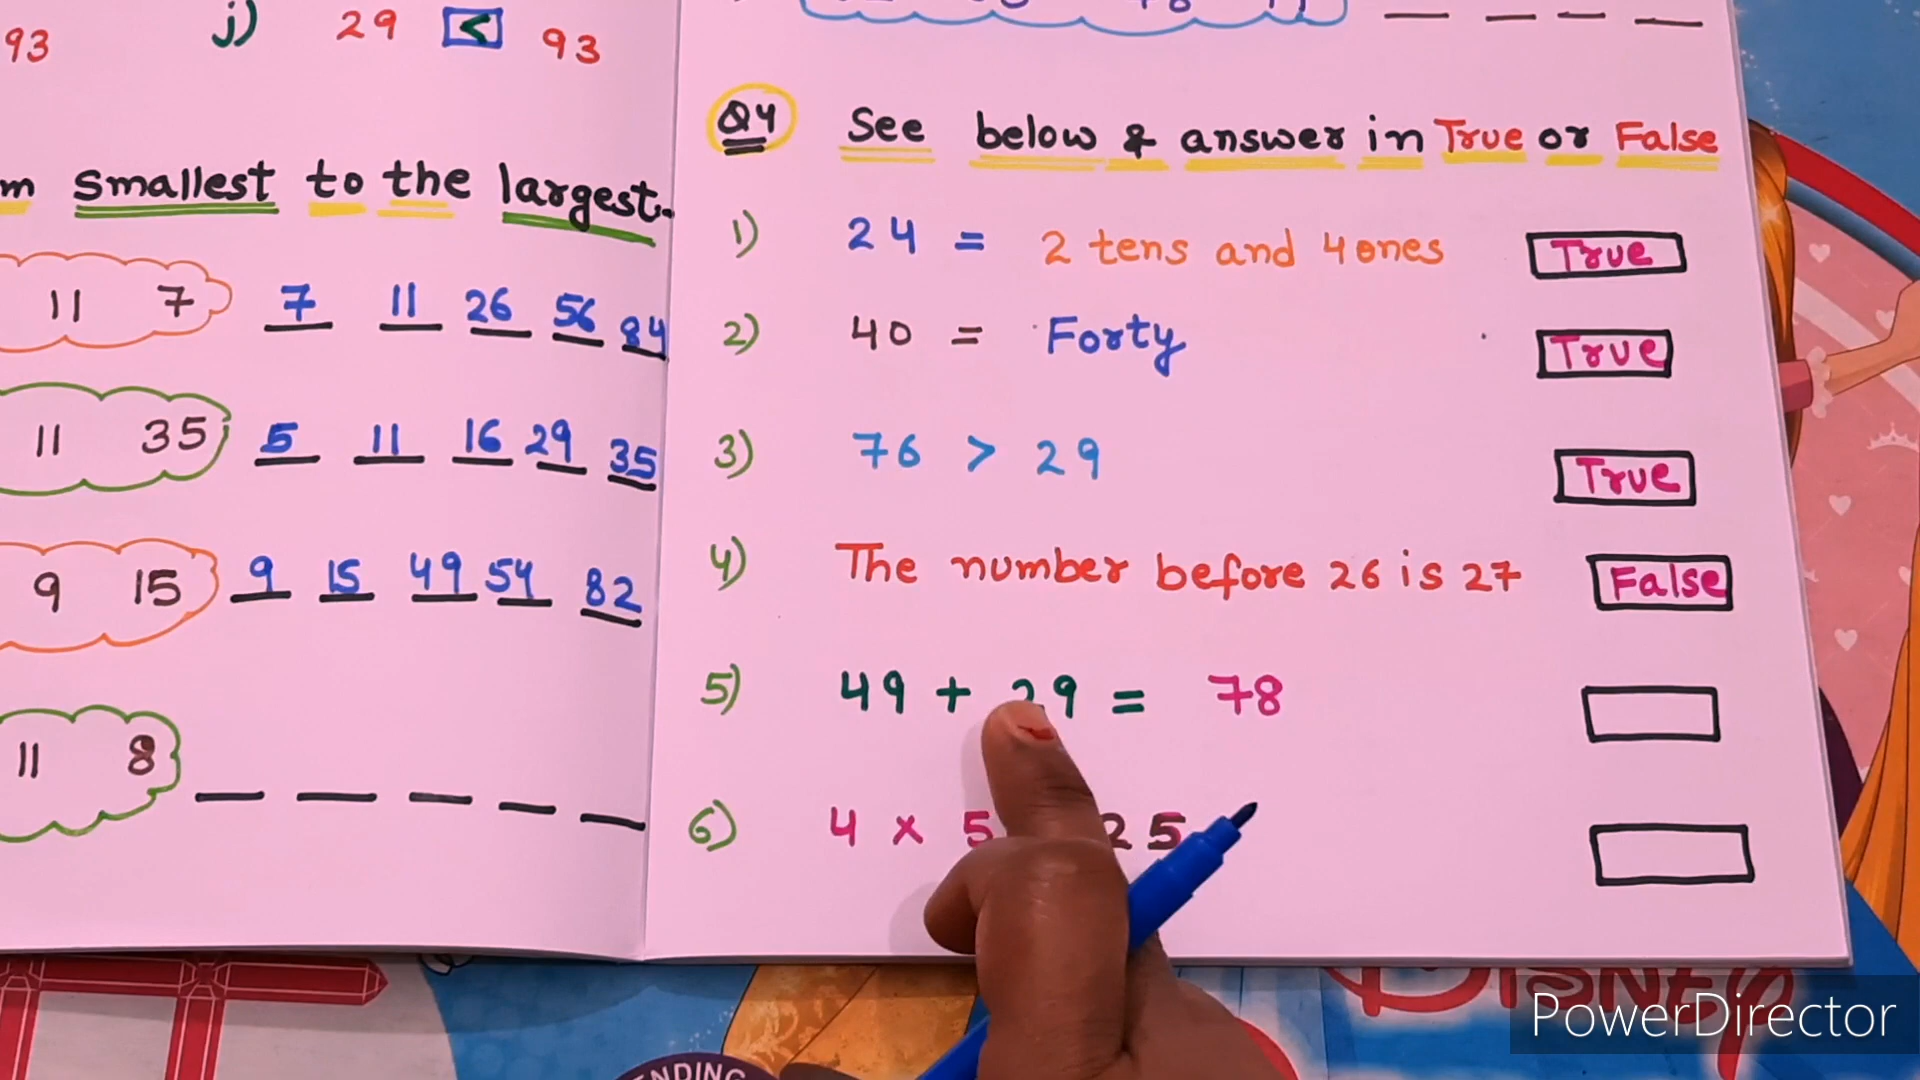 93
j) 29 < 93
m smallest to the largest.
11 7 7 11 26 56 84
11 35 5 11 16 29 35
9 15 9 15 49 54 82
11 8
Q4 See below & answer in True or False
1) 24 = 2 tens and 4 ones True
2) 40 = Forty True
3) 76 > 29 True
4) The number before 26 is 27 False
5) 49 + 29 = 78
6) 4 x 5 25
DISNEY
PowerDirector